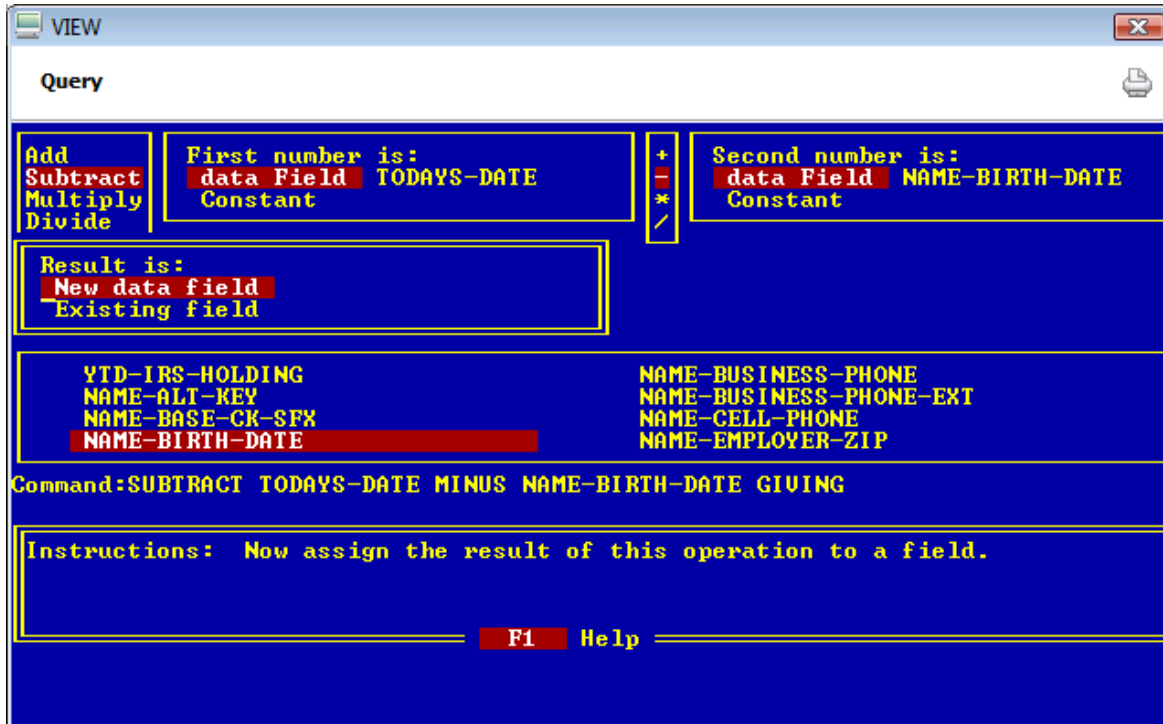 VIEW
Query
Add
Subtract
Multiply
Divide
First number is:
data Field TODAYS-DATE
Constant
+
-
*
/
Second number is:
data Field NAME-BIRTH-DATE
Constant
Result is:
New data field
Existing field
YTD-IRS-HOLDING
NAME-ALT-KEY
NAME-BASE-CK-SFX
NAME-BIRTH-DATE
NAME-BUSINESS-PHONE
NAME-BUSINESS-PHONE-EXT
NAME-CELL-PHONE
NAME-EMPLOYER-ZIP
Command:SUBTRACT TODAYS-DATE MINUS NAME-BIRTH-DATE GIVING
Instructions: Now assign the result of this operation to a field.
F1 Help